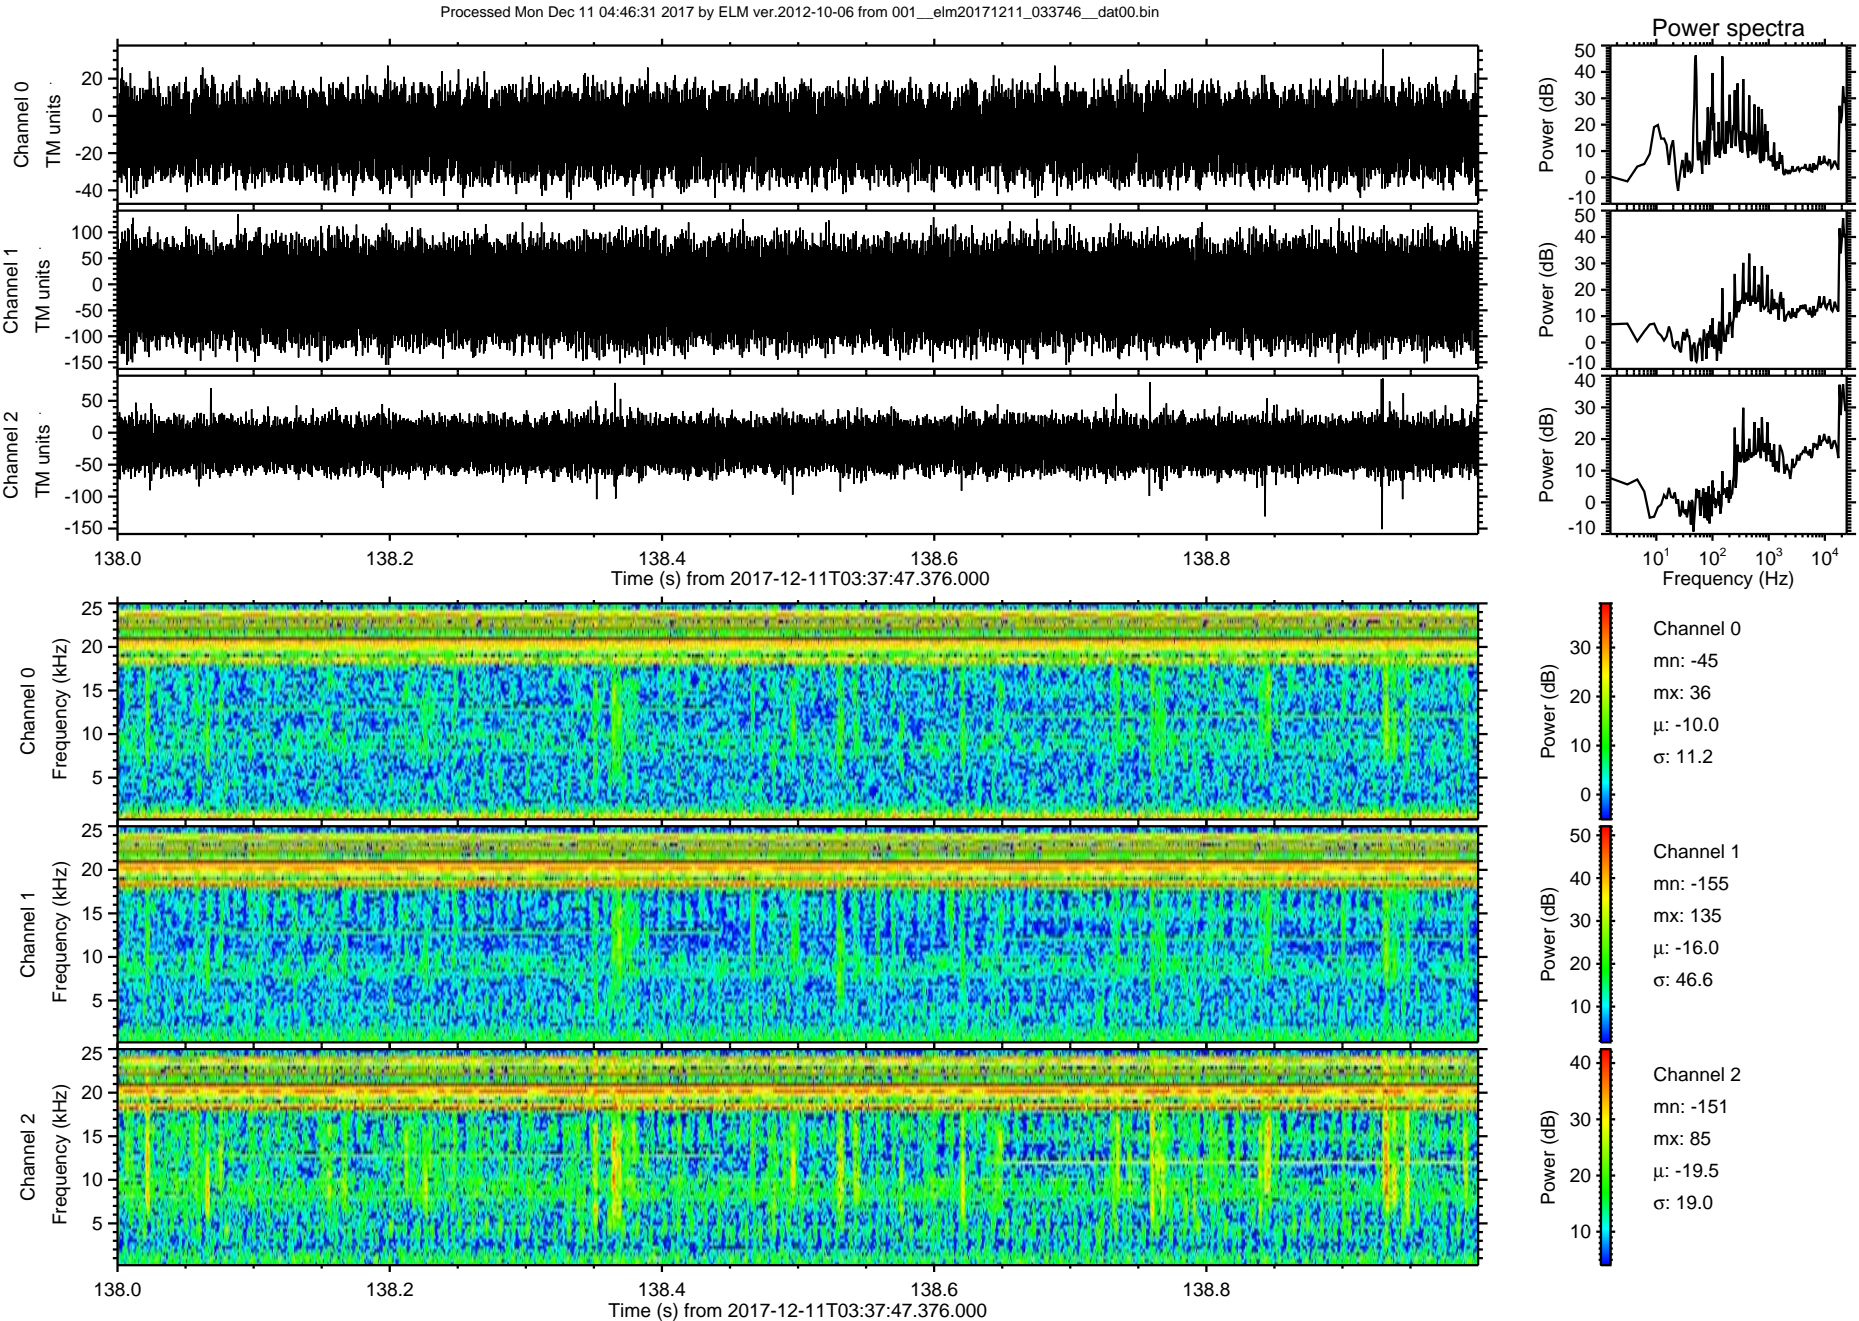 Processed Mon Dec 11 04:46:31 2017 by ELM ver.2012-10-06 from 001__elm20171211_033746__dat00.bin
Power spectra
Channel 0
TM units
20
0
-20
-40
Power (dB)
50
40
30
20
10
0
-10
Channel 1
TM units
100
50
0
-50
-100
-150
Power (dB)
50
40
30
20
10
0
-10
Channel 2
TM units
50
0
-50
-100
-150
Power (dB)
40
30
20
10
0
-10
138.0 138.2 138.4 138.6 138.8
Time (s) from 2017-12-11T03:37:47.376.000
10¹ 10² 10³ 10⁴
Frequency (Hz)
Channel 0
Frequency (kHz)
25
20
15
10
5
Power (dB)
30
20
10
0
Channel 0
mn: -45
mx: 36
μ: -10.0
σ: 11.2
Channel 1
Frequency (kHz)
25
20
15
10
5
Power (dB)
50
40
30
20
10
Channel 1
mn: -155
mx: 135
μ: -16.0
σ: 46.6
Channel 2
Frequency (kHz)
25
20
15
10
5
Power (dB)
40
30
20
10
Channel 2
mn: -151
mx: 85
μ: -19.5
σ: 19.0
138.0 138.2 138.4 138.6 138.8
Time (s) from 2017-12-11T03:37:47.376.000